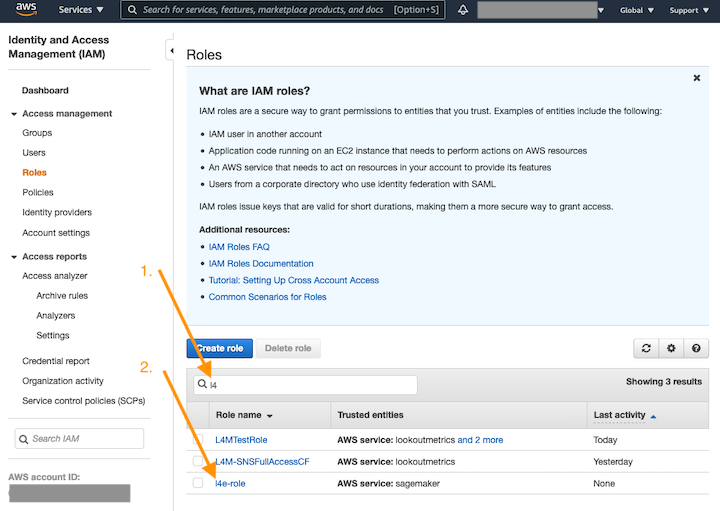 aws
Services
Search for services, features, marketplace products, and docs [Option+S]
Global
Support
Identity and Access
Management (IAM)
Dashboard
Access management
Groups
Users
Roles
Policies
Identity providers
Account settings
Access reports
Access analyzer
Archive rules
Analyzers
Settings
Credential report
Organization activity
Service control policies (SCPs)
Search IAM
AWS account ID:
Roles
What are IAM roles?
IAM roles are a secure way to grant permissions to entities that you trust. Examples of entities include the following:
IAM user in another account
Application code running on an EC2 instance that needs to perform actions on AWS resources
An AWS service that needs to act on resources in your account to provide its features
Users from a corporate directory who use identity federation with SAML
IAM roles issue keys that are valid for short durations, making them a more secure way to grant access.
Additional resources:
IAM Roles FAQ
IAM Roles Documentation
Tutorial: Setting Up Cross Account Access
Common Scenarios for Roles
1.
Create role
Delete role
2.
l4
Showing 3 results
Role name
Trusted entities
Last activity
L4MTestRole
AWS service: lookoutmetrics and 2 more
Today
L4M-SNSFullAccessCF
AWS service: lookoutmetrics
Yesterday
l4e-role
AWS service: sagemaker
None